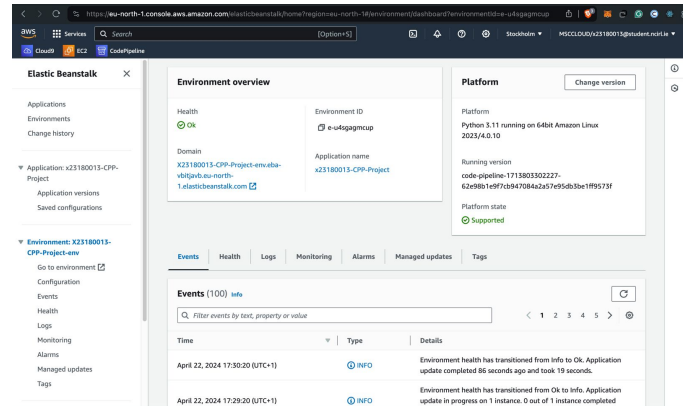 https://eu-north-1.console.aws.amazon.com/elasticbeanstalk/home?region=eu-north-1#/environment/dashboard?environmentId=e-u4sgagmcup
aws Services Search [Option+S] Stockholm ▼ MSCCLOUD/x23180013@student.ncirl.ie ▼
Cloud9 EC2 CodePipeline
Elastic Beanstalk
Applications
Environments
Change history
Application: x23180013-CPP-
Project
Application versions
Saved configurations
Environment: X23180013-
CPP-Project-env
Go to environment
Configuration
Events
Health
Logs
Monitoring
Alarms
Managed updates
Tags
Environment overview
Health
Ok
Domain
X23180013-CPP-Project-env.eba-
vbitjavb.eu-north-
1.elasticbeanstalk.com
Environment ID
e-u4sgagmcup
Application name
x23180013-CPP-Project
Platform
Change version
Platform
Python 3.11 running on 64bit Amazon Linux
2023/4.0.10
Running version
code-pipeline-1713803302227-
62e98b1e9f7cb947084a2a57e95db3be1ff9573f
Platform state
Supported
Events Health Logs Monitoring Alarms Managed updates Tags
Events (100) Info
Filter events by text, property or value
1 2 3 4 5
Time Type Details
April 22, 2024 17:30:20 (UTC+1) INFO Environment health has transitioned from Info to Ok. Application
update completed 86 seconds ago and took 19 seconds.
April 22, 2024 17:29:20 (UTC+1) INFO Environment health has transitioned from Ok to Info. Application
update in progress on 1 instance. 0 out of 1 instance completed